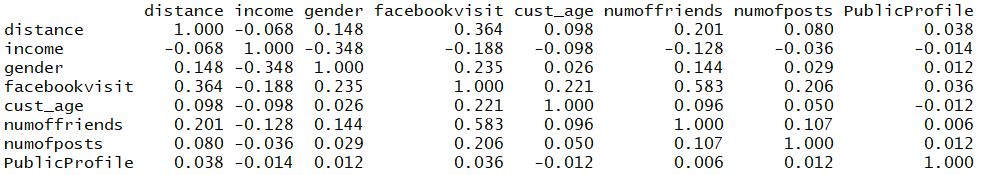 distance income gender facebookvisit cust_age numoffriends numofposts PublicProfile
distance 1.000 -0.068 0.148 0.364 0.098 0.201 0.080 0.038
income -0.068 1.000 -0.348 -0.188 -0.098 -0.128 -0.036 -0.014
gender 0.148 -0.348 1.000 0.235 0.026 0.144 0.029 0.012
facebookvisit 0.364 -0.188 0.235 1.000 0.221 0.583 0.206 0.036
cust_age 0.098 -0.098 0.026 0.221 1.000 0.096 0.050 -0.012
numoffriends 0.201 -0.128 0.144 0.583 0.096 1.000 0.107 0.006
numofposts 0.080 -0.036 0.029 0.206 0.050 0.107 1.000 0.012
PublicProfile 0.038 -0.014 0.012 0.036 -0.012 0.006 0.012 1.000